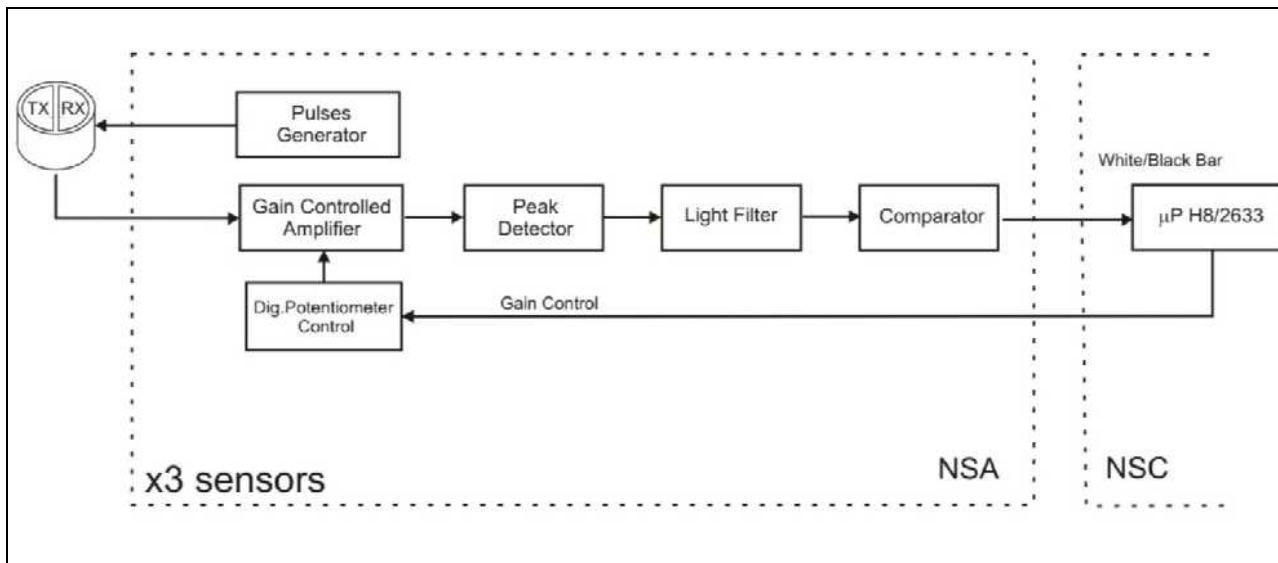 TX RX
Pulses
Generator
White/Black Bar
Gain Controlled
Amplifier
Peak
Detector
Light Filter
Comparator
μP H8/2633
Dig.Potentiometer
Control
Gain Control
x3 sensors
NSA
NSC